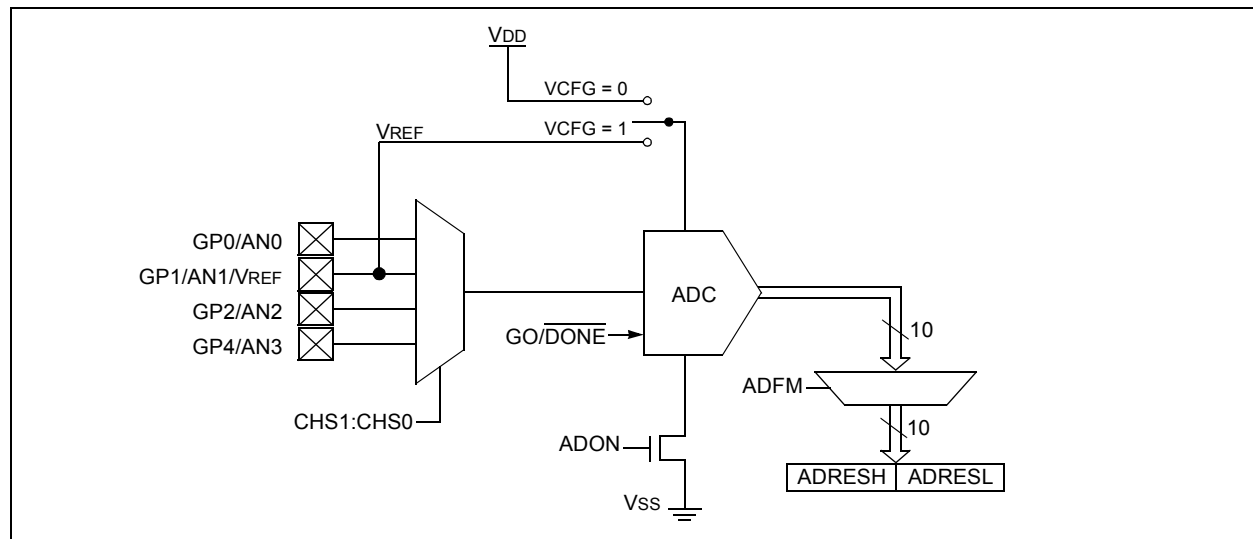 VDD
VCFG = 0
VREF
VCFG = 1
GP0/AN0
GP1/AN1/VREF
GP2/AN2
GP4/AN3
ADC
GO/DONE
10
ADFM
CHS1:CHS0
10
ADON
ADRESH ADRESL
VSS